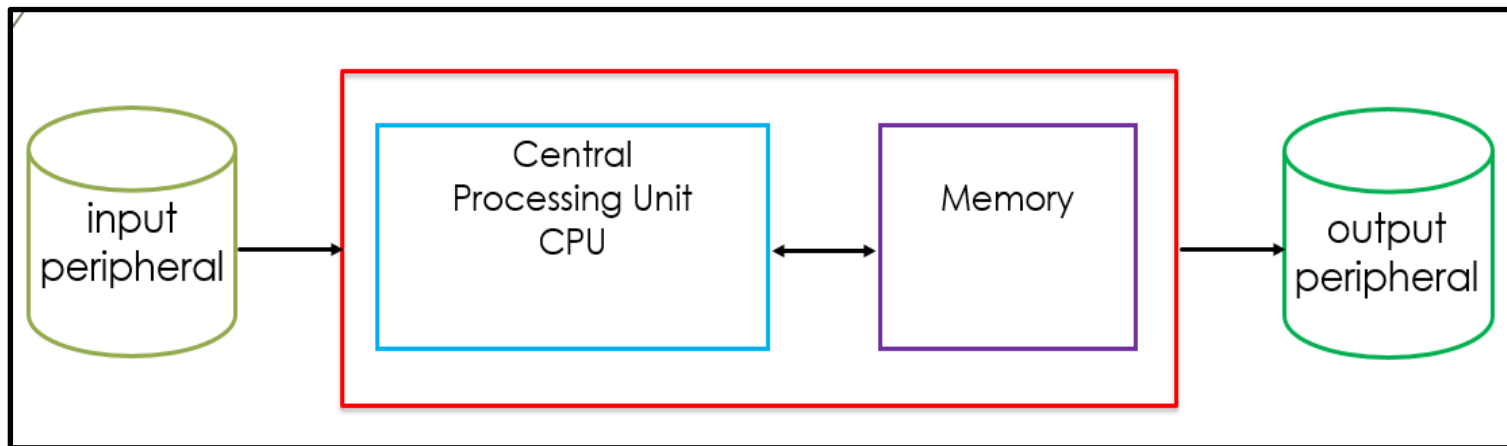 input
peripheral
Central
Processing Unit
CPU
Memory
output
peripheral